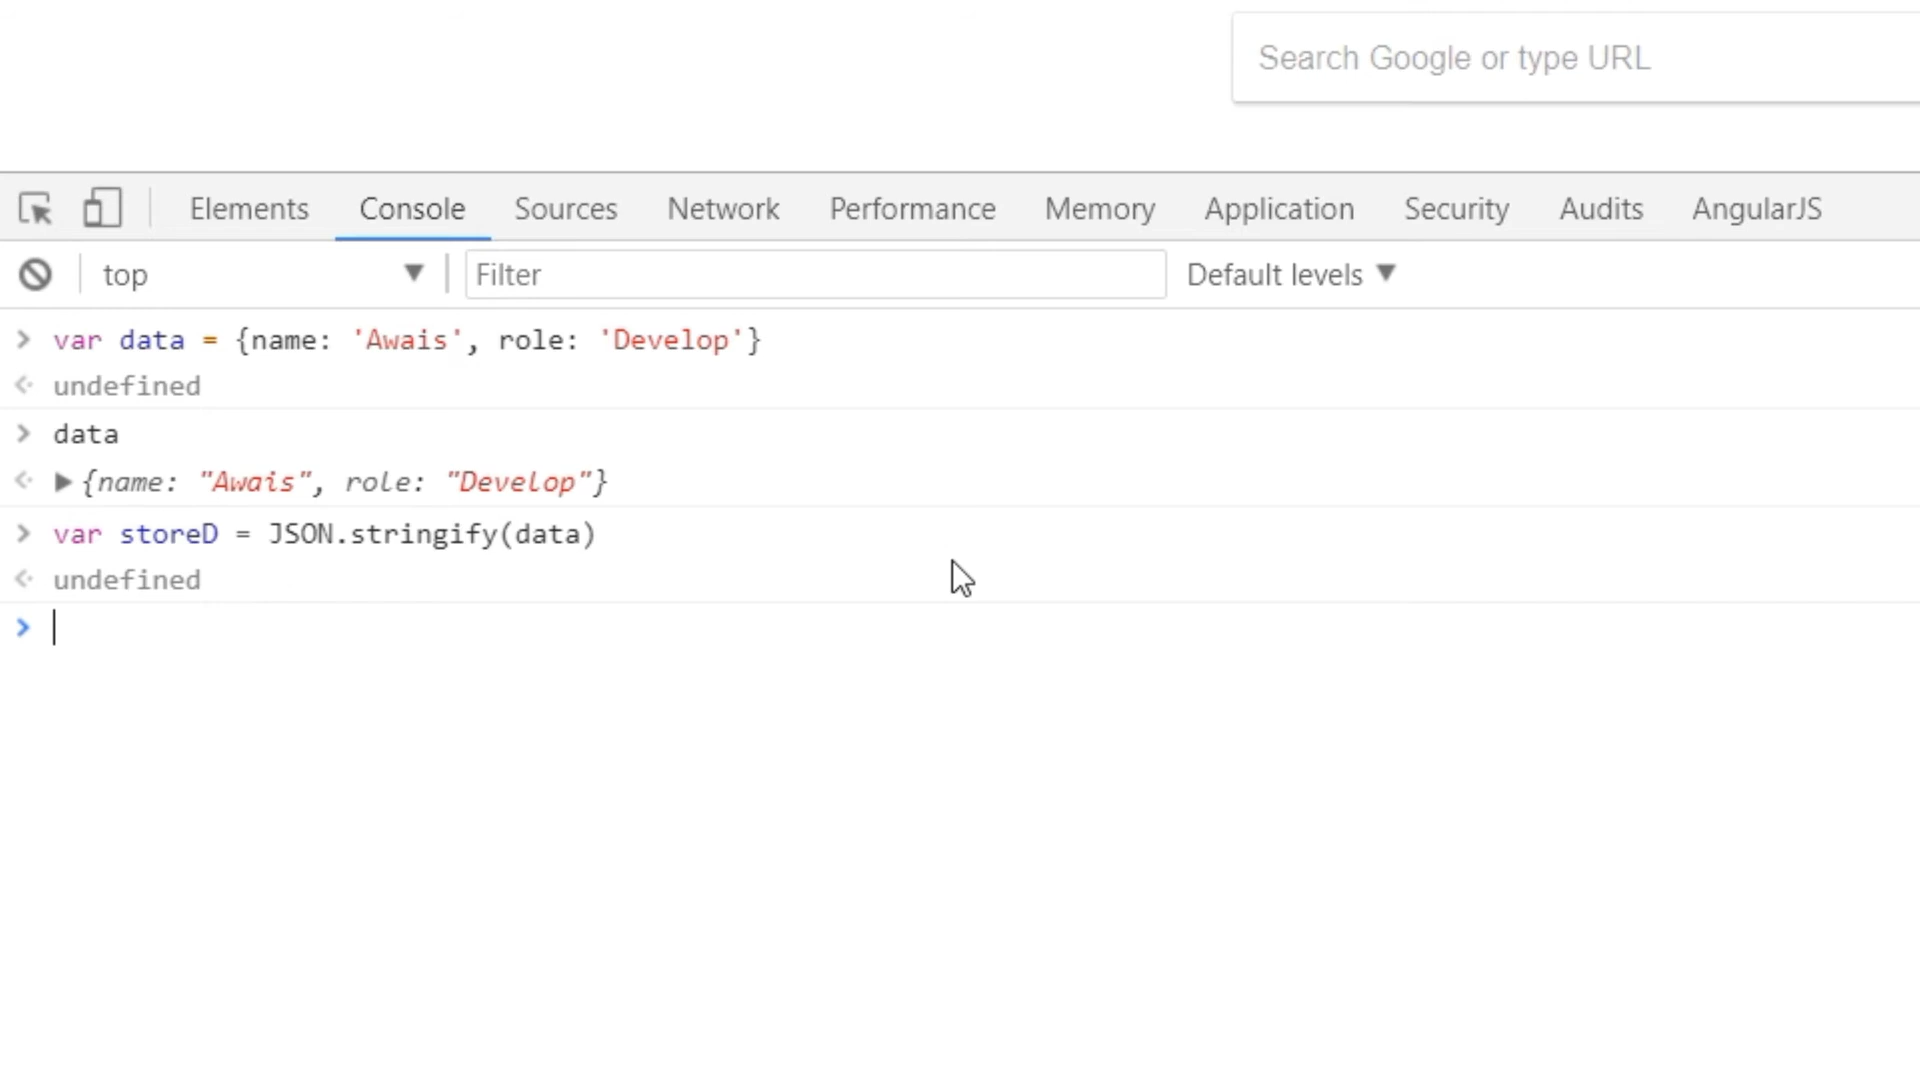 Search Google or type URL
Elements Console Sources Network Performance Memory Application Security Audits AngularJS
top Filter Default levels
> var data = {name: 'Awais', role: 'Develop'}
undefined
> data
{name: "Awais", role: "Develop"}
> var storeD = JSON.stringify(data)
undefined
>